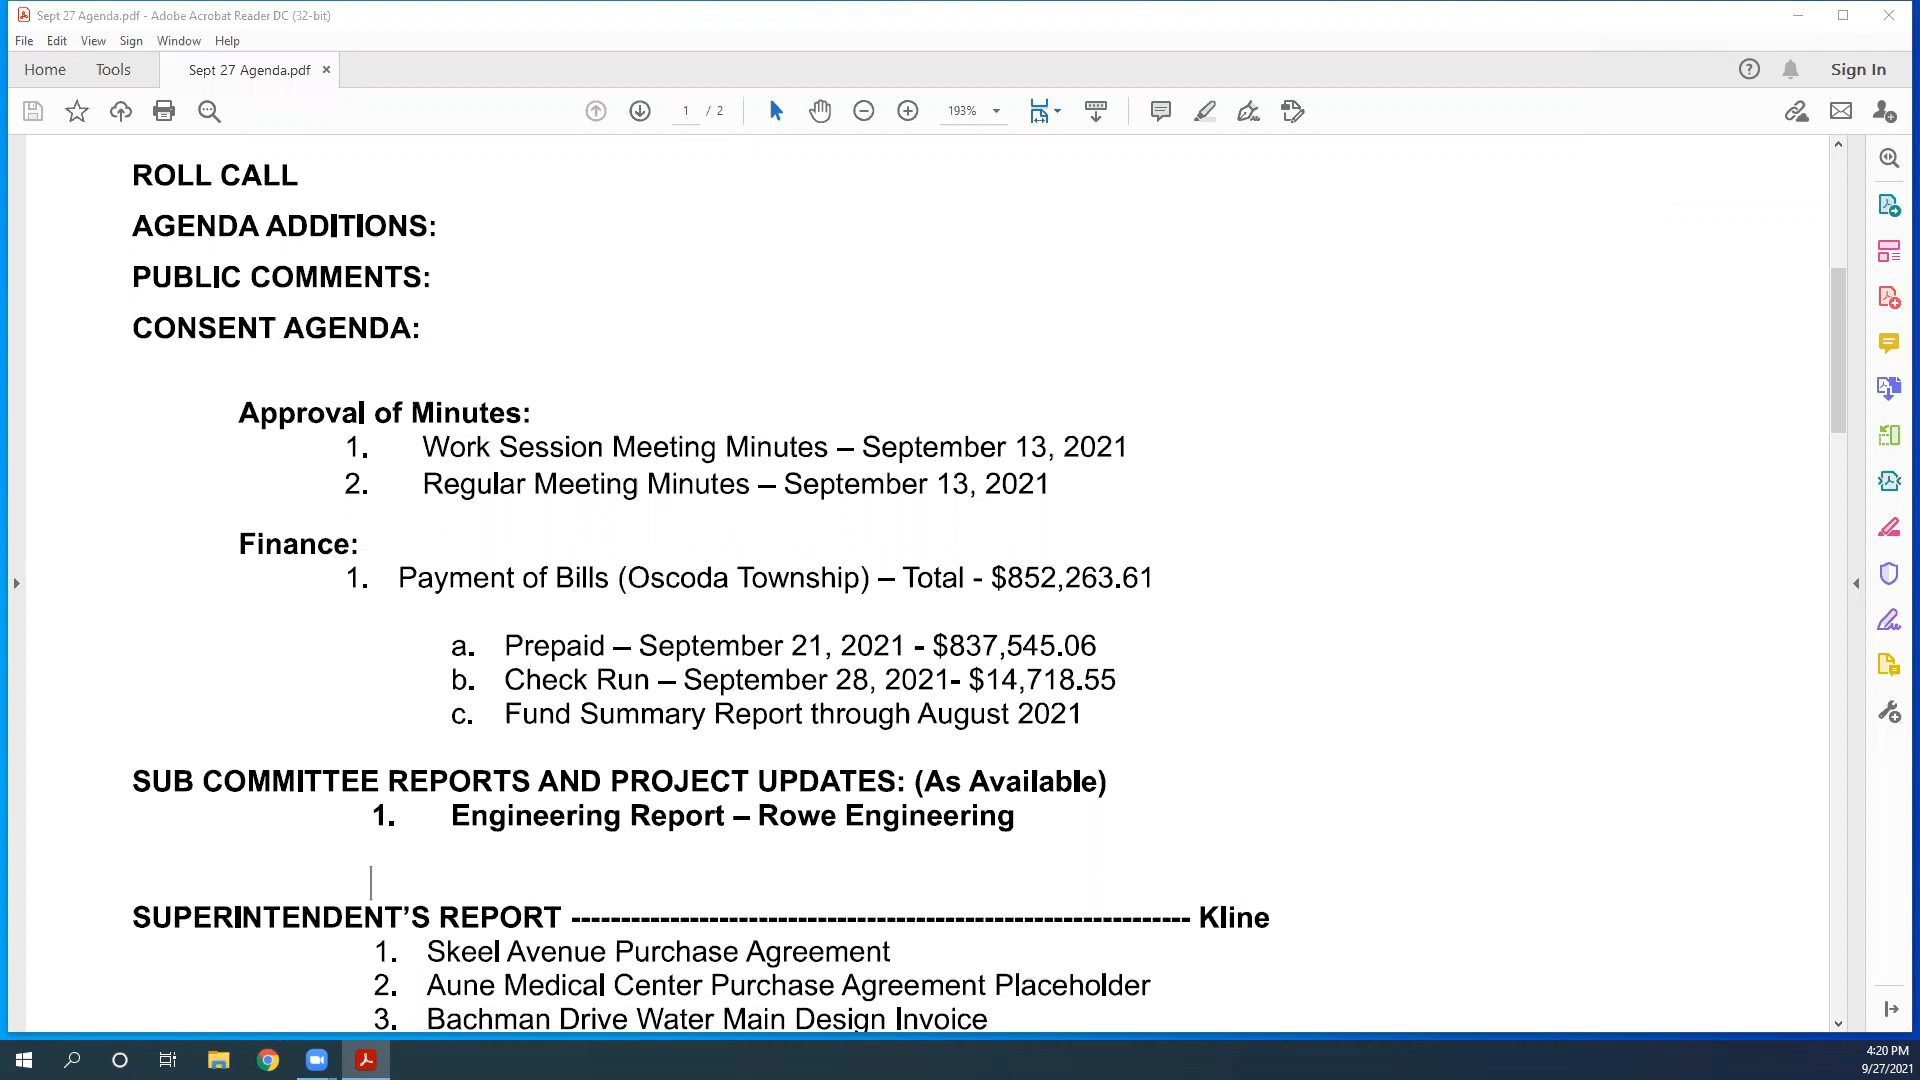 Sept 27 Agenda.pdf - Adobe Acrobat Reader DC (32-bit)
File Edit View Sign Window Help
Home Tools Sept 27 Agenda.pdf × Sign In
1 / 2 193%
ROLL CALL
AGENDA ADDITIONS:
PUBLIC COMMENTS:
CONSENT AGENDA:
Approval of Minutes:
1. Work Session Meeting Minutes – September 13, 2021
2. Regular Meeting Minutes – September 13, 2021
Finance:
1. Payment of Bills (Oscoda Township) – Total - $852,263.61
a. Prepaid – September 21, 2021 - $837,545.06
b. Check Run – September 28, 2021- $14,718.55
c. Fund Summary Report through August 2021
SUB COMMITTEE REPORTS AND PROJECT UPDATES: (As Available)
1. Engineering Report – Rowe Engineering
SUPERINTENDENT’S REPORT -------------------------------------------------------------- Kline
1. Skeel Avenue Purchase Agreement
2. Aune Medical Center Purchase Agreement Placeholder
3. Bachman Drive Water Main Design Invoice
4:20 PM
9/27/2021